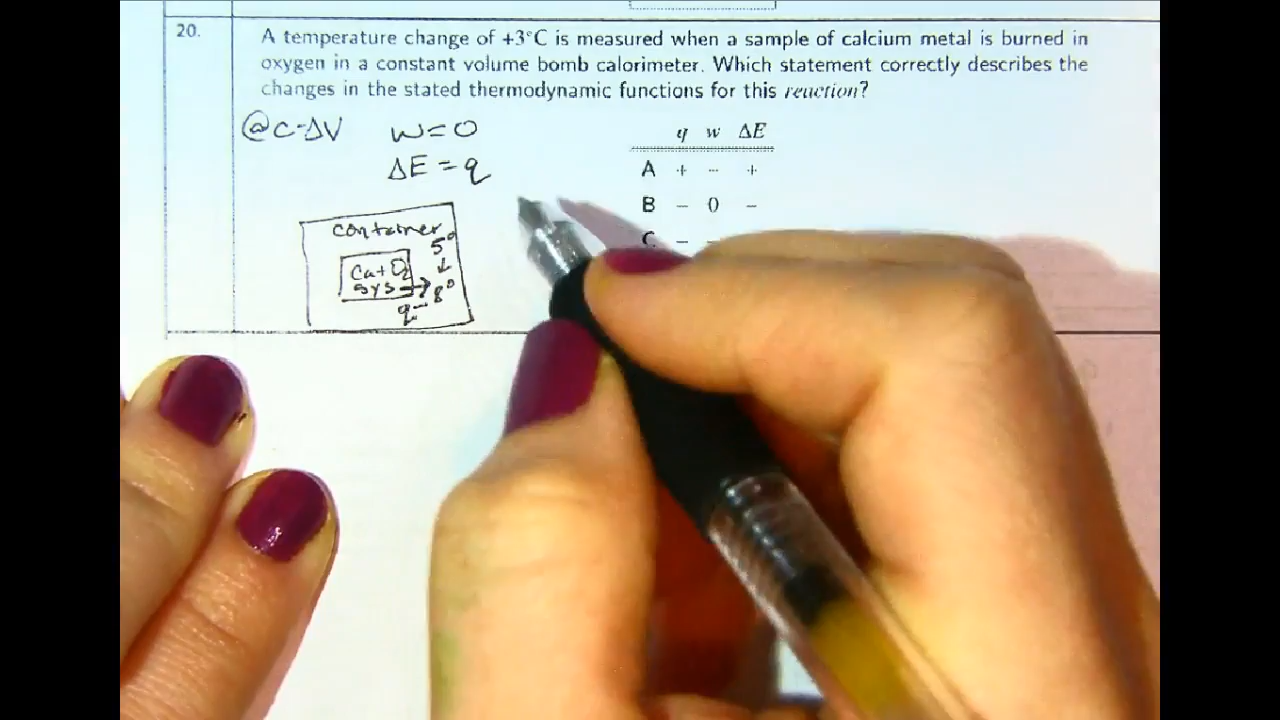 20.
A temperature change of +3°C is measured when a sample of calcium metal is burned in
oxygen in a constant volume bomb calorimeter. Which statement correctly describes the
changes in the stated thermodynamic functions for this reaction?
@C-ΔV w=0
ΔE=q
q w ΔE
A + - +
B - 0 -
C - -
container
5°
↓
8°
Ca+O2
sys →
q-